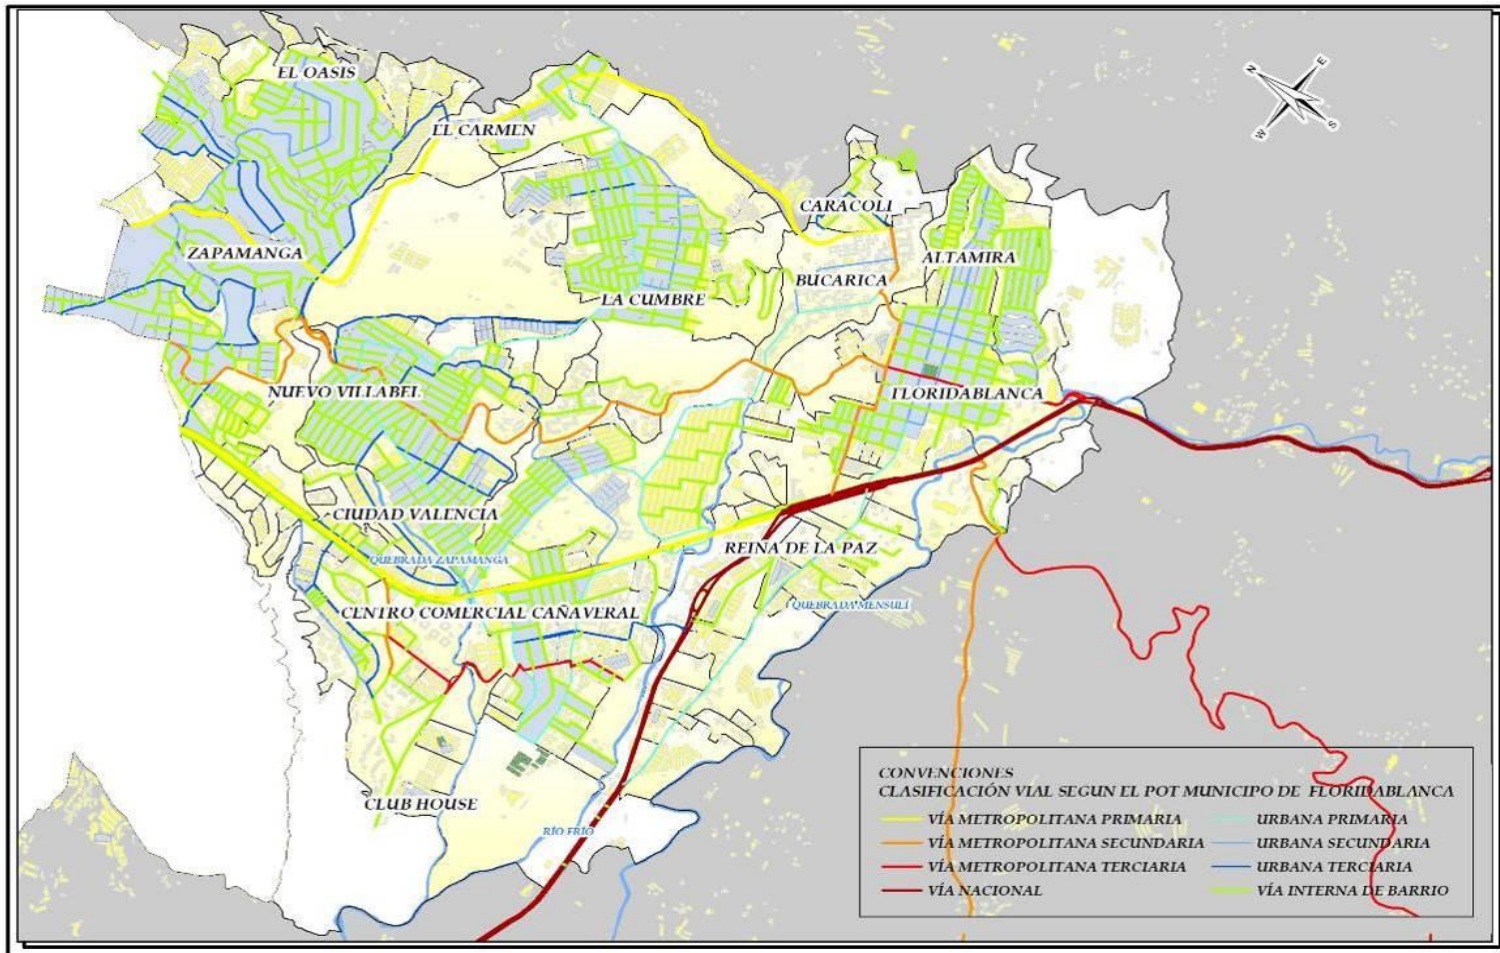 EL OASIS
N
E
W
S
EL CARMEN
CARACOLI
ZAPAMANGA
ALTAMIRA
BUCARICA
LA CUMBRE
NUEVO VILLABEL
FLORIDABLANCA
CIUDAD VALENCIA
QUEBRADA ZAPAMANGA
REINA DE LA PAZ
CENTRO COMERCIAL CAÑAVERAL
QUEBRADA MENSULÍ
CLUB HOUSE
RÍO FRÍO
CONVENCIONES
CLASIFICACIÓN VIAL SEGUN EL POT MUNICIPO DE FLORIDABLANCA
VÍA METROPOLITANA PRIMARIA
URBANA PRIMARIA
VÍA METROPOLITANA SECUNDARIA
URBANA SECUNDARIA
VÍA METROPOLITANA TERCIARIA
URBANA TERCIARIA
VÍA NACIONAL
VÍA INTERNA DE BARRIO